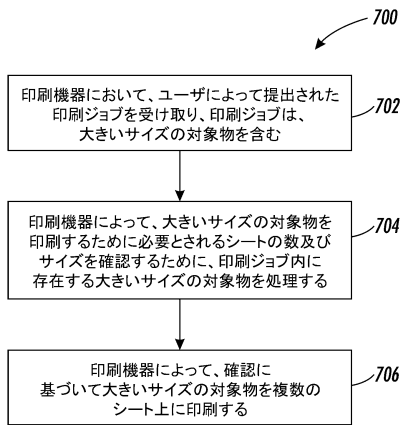 700
印刷機器において、ユーザによって提出された
印刷ジョブを受け取り、印刷ジョブは、
大きいサイズの対象物を含む
702
印刷機器によって、大きいサイズの対象物を
印刷するために必要とされるシートの数及び
サイズを確認するために、印刷ジョブ内に
存在する大きいサイズの対象物を処理する
704
印刷機器によって、確認に
基づいて大きいサイズの対象物を複数の
シート上に印刷する
706